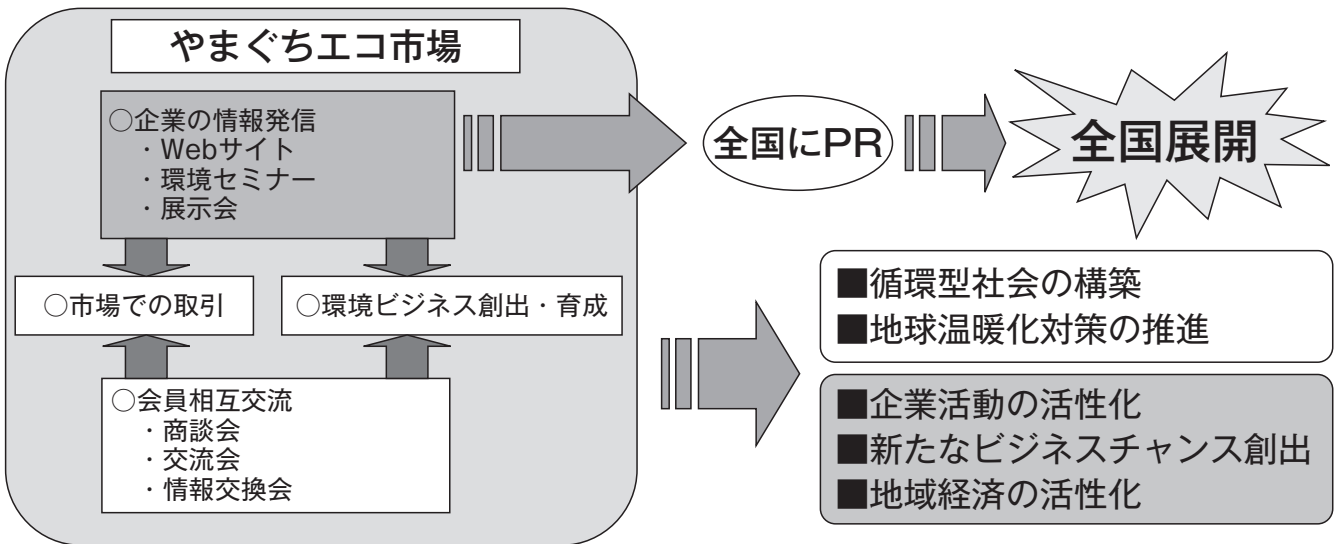 やまぐちエコ市場
○企業の情報発信
・Webサイト
・環境セミナー
・展示会
全国にPR
全国展開
○市場での取引
○環境ビジネス創出・育成
○会員相互交流
・商談会
・交流会
・情報交換会
■循環型社会の構築
■地球温暖化対策の推進
■企業活動の活性化
■新たなビジネスチャンス創出
■地域経済の活性化